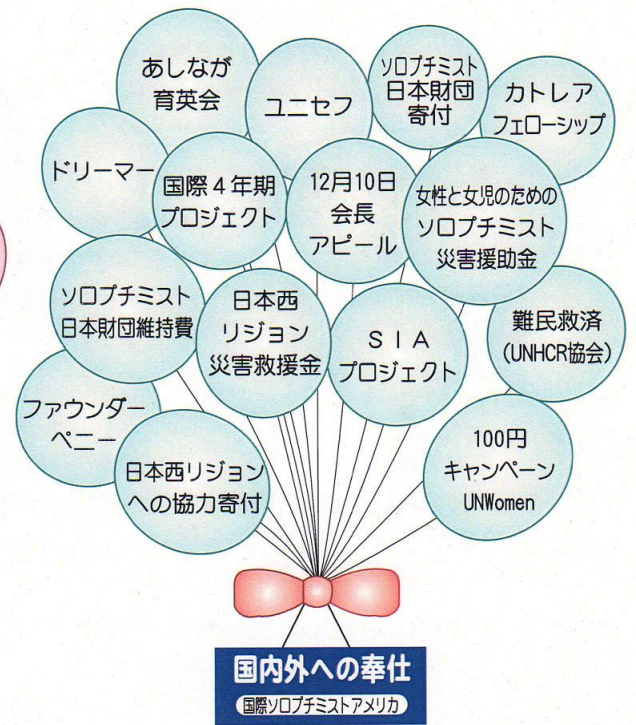 あしなが
育英会
ユニセフ
ソロプチミスト
日本財団
寄付
カトレア
フェローシップ
ドリーマー
国際4年期
プロジェクト
12月10日
会長
アピール
女性と女児のための
ソロプチミスト
災害援助金
ソロプチミスト
日本財団維持費
日本西
リジョン
災害救援金
SIA
プロジェクト
難民救済
(UNHCR協会)
ファウンダー
ペニー
日本西リジョン
への協力寄付
100円
キャンペーン
UNWomen
国内外への奉仕
国際ソロプチミストアメリカ